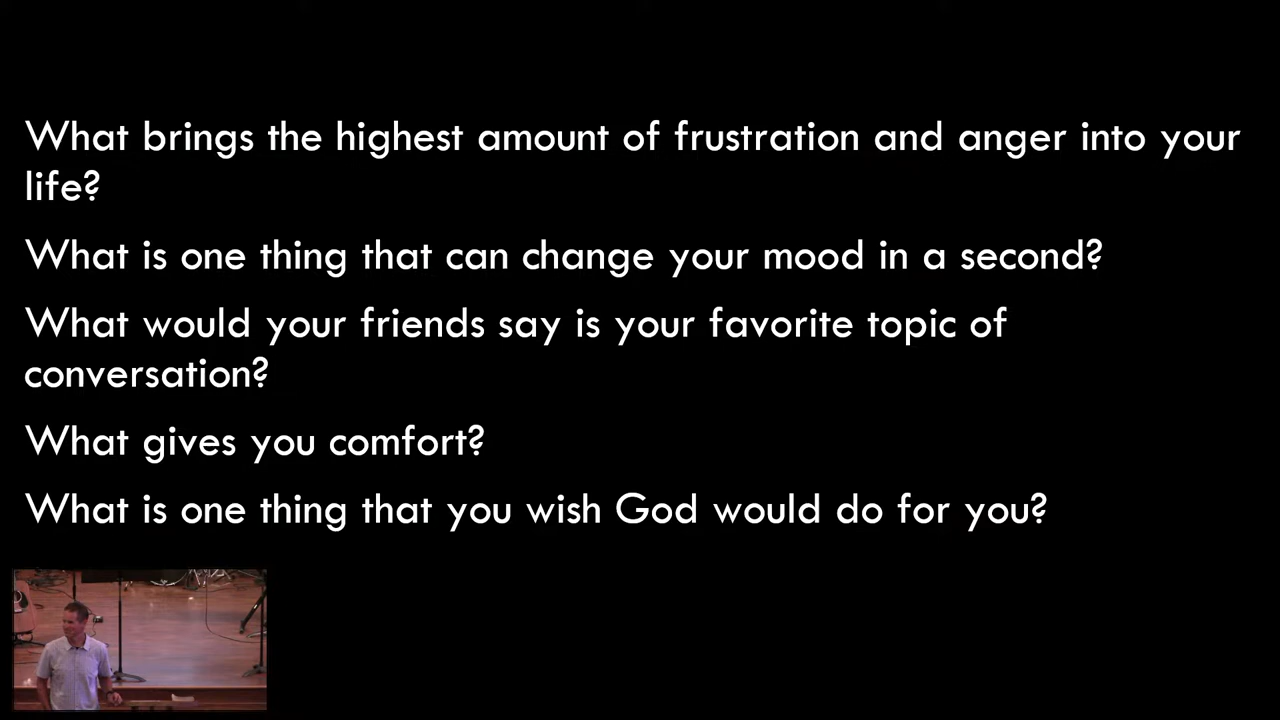 What brings the highest amount of frustration and anger into your
life?
What is one thing that can change your mood in a second?
What would your friends say is your favorite topic of
conversation?
What gives you comfort?
What is one thing that you wish God would do for you?